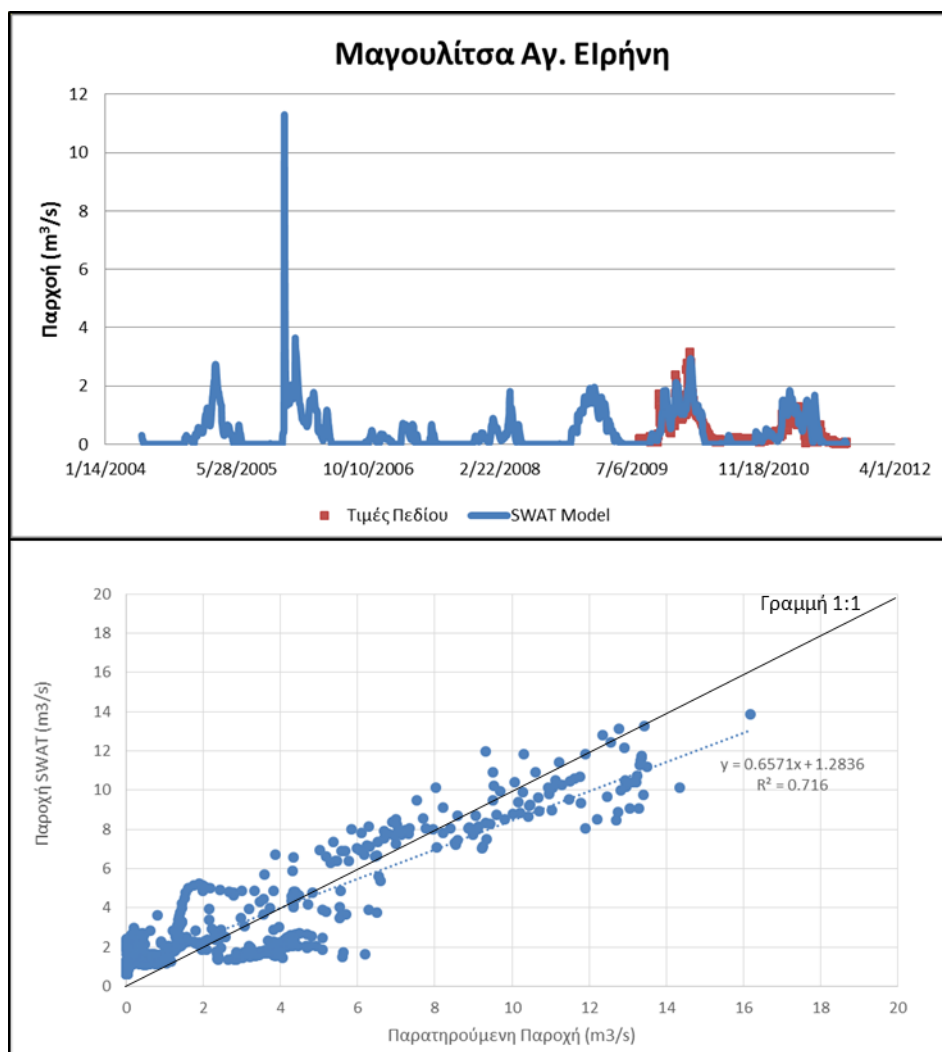 Μαγουλίτσα Αγ. ΕΙρήνη
12
10
8
6
4
2
0
Παρχοή (m³/s)
1/14/2004 5/28/2005 10/10/2006 2/22/2008 7/6/2009 11/18/2010 4/1/2012
Τιμές Πεδίου SWAT Model
Γραμμή 1:1
20
18
16
14
12
10
8
6
4
2
0
Παροχή SWAT (m3/s)
y = 0.6571x + 1.2836
R² = 0.716
0 2 4 6 8 10 12 14 16 18 20
Παρατηρούμενη Παροχή (m3/s)